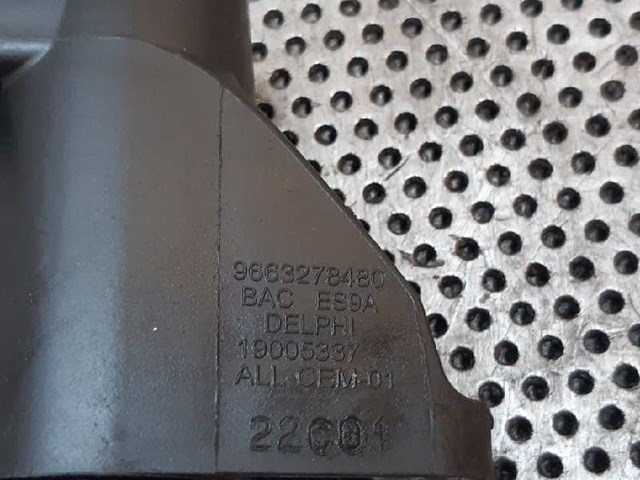 9663278480
BAC ES9A
DELPHI
19005337
ALL-CEM-01
22C01